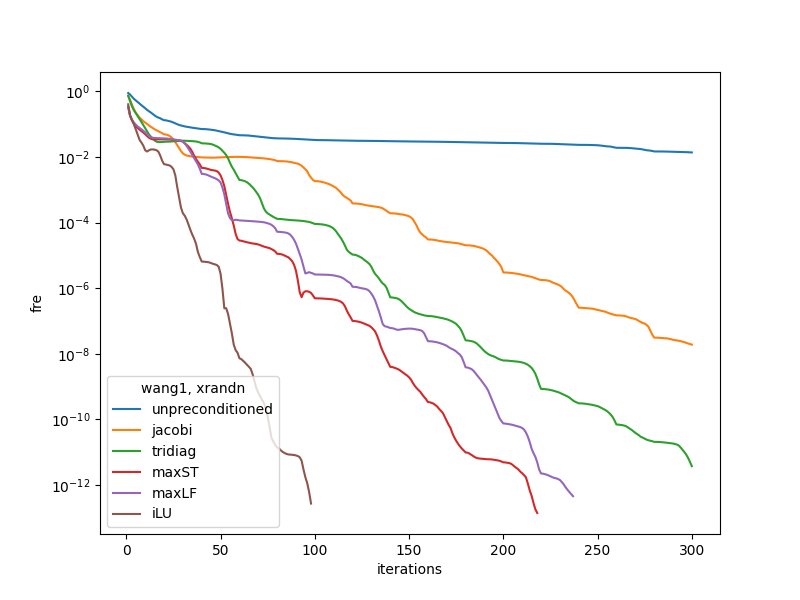 10^0
10^-2
10^-4
10^-6
10^-8
10^-10
10^-12
fre
wang1, xrandn
unpreconditioned
jacobi
tridiag
maxST
maxLF
iLU
0 50 100 150 200 250 300
iterations